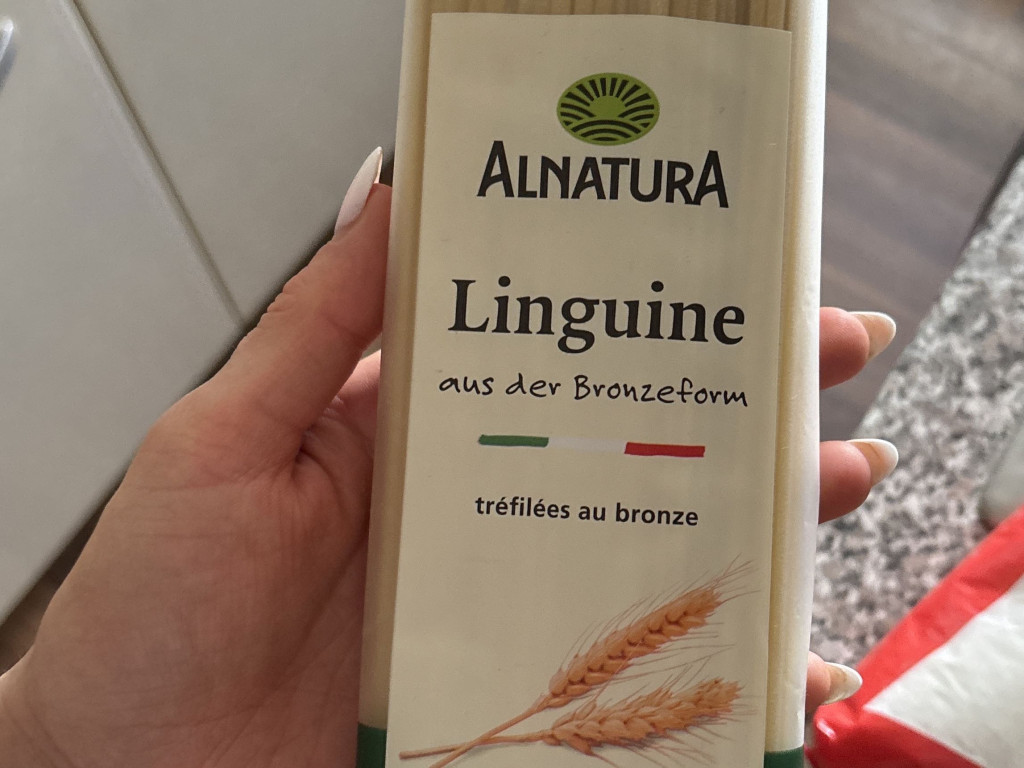 ALNATURA
Linguine
aus der Bronzeform
tréfilées au bronze